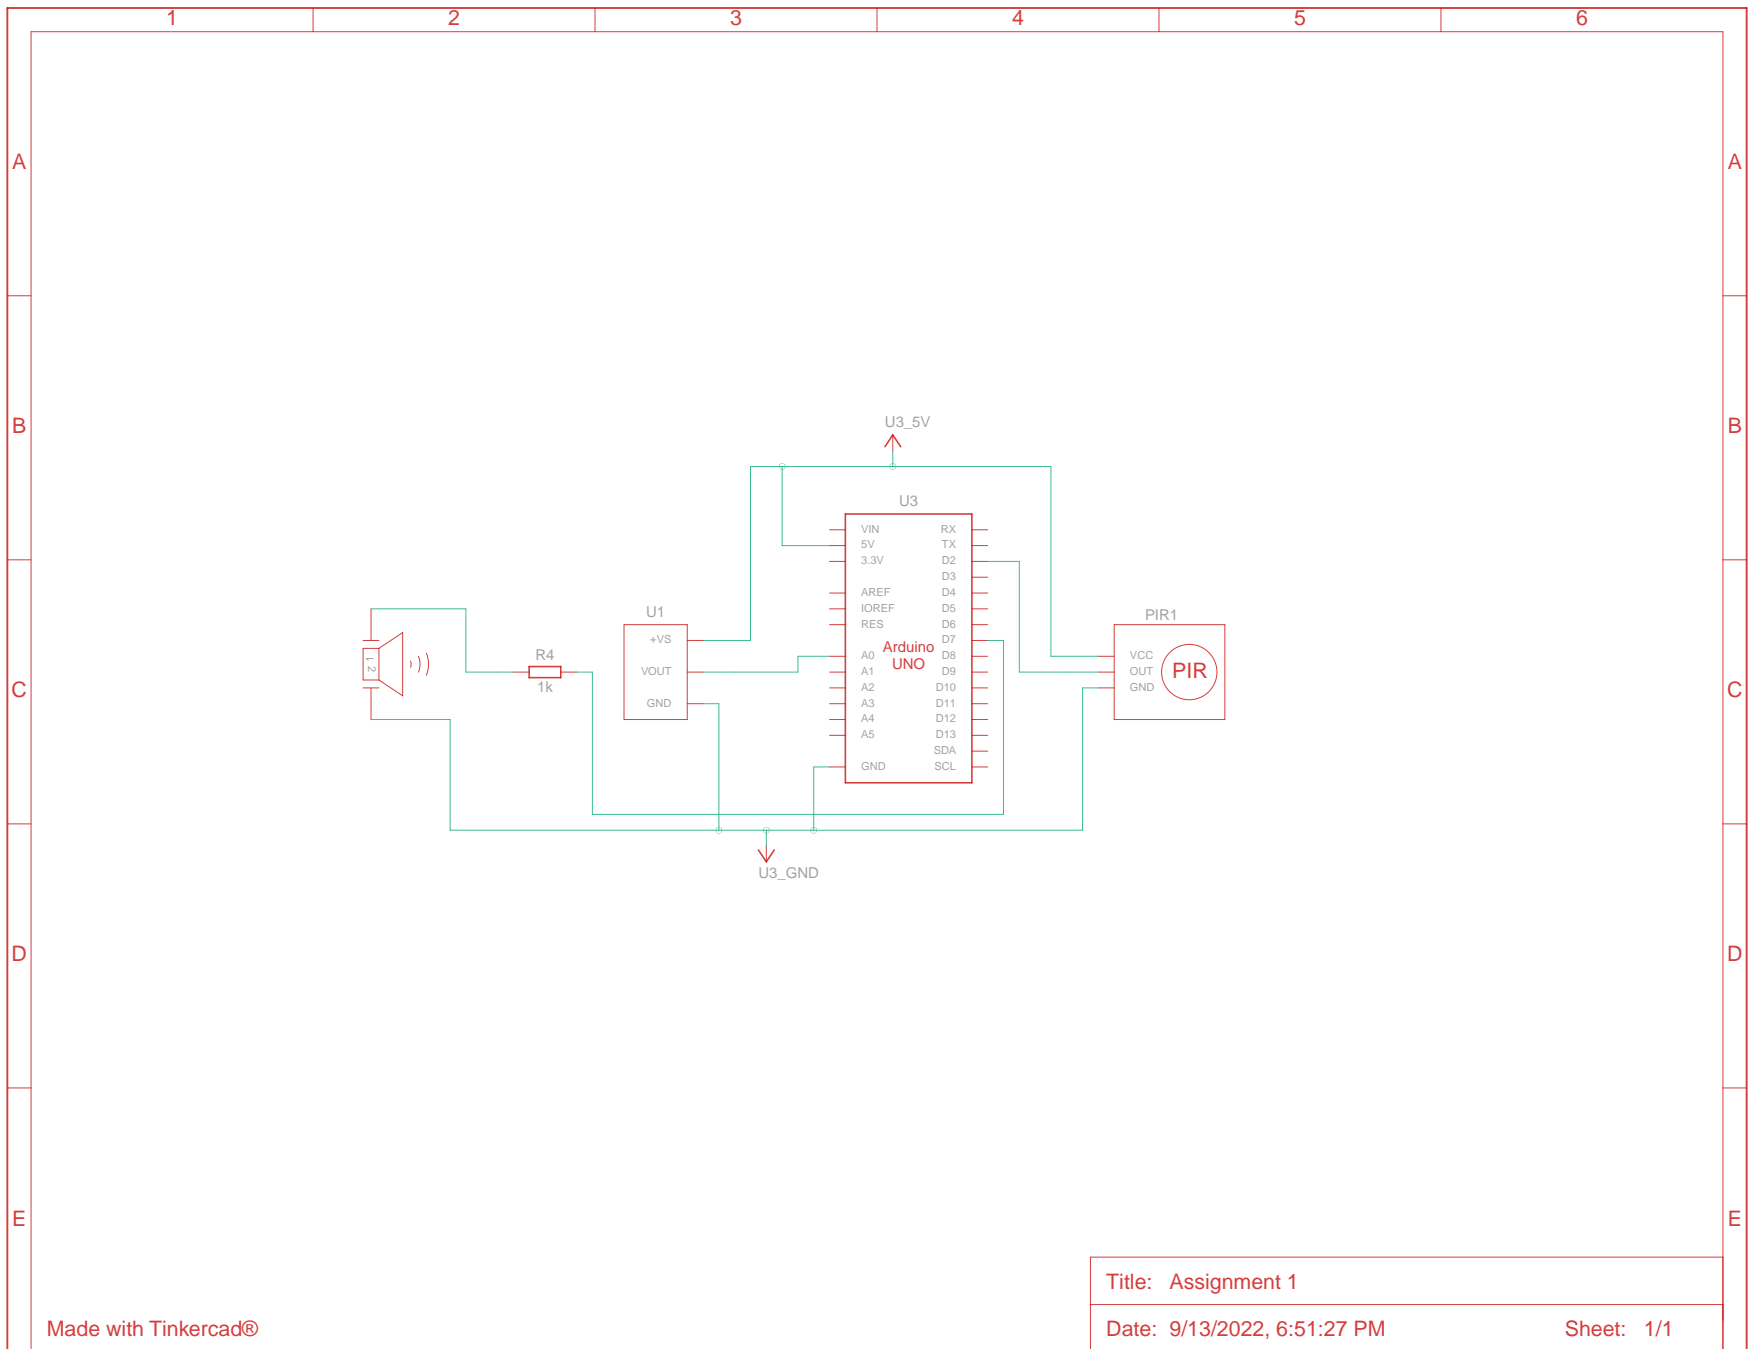 1 2 3 4 5 6
A A
B B
C C
D D
E E
U3_5V
U3
VIN RX
5V TX
3.3V D2
D3
AREF D4
IOREF D5
RES D6
D7
Arduino
UNO
A0 D8
A1 D9
A2 D10
A3 D11
A4 D12
A5 D13
SDA
GND SCL
U1
+VS
VOUT
GND
R4
1k
1 2
PIR1
VCC
OUT
GND
PIR
U3_GND
Title: Assignment 1
Made with Tinkercad®
Date: 9/13/2022, 6:51:27 PM Sheet: 1/1